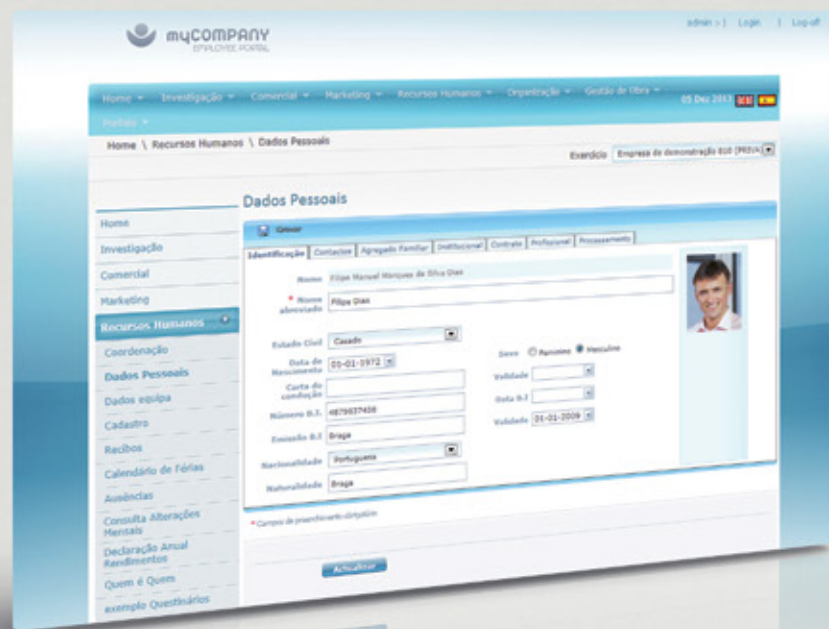 myCOMPANY
EMPLOYEE PORTAL
admin :-) | Login | Log-off
Home Investigação Comercial Marketing Recursos Humanos Organização Gestão de Obra
Portais
05 Dez 2013
Home \ Recursos Humanos \ Dados Pessoais
Exercício Empresa de demonstração 810 (PRIVA
Dados Pessoais
Gravar
Identificação Contactos Agregado Familiar Institucional Contrato Profissional Processamento
Nome Filipe Manuel Marques da Silva Dias
* Nome abreviado Filipe Dias
Estado Civil Casado
Sexo Feminino Masculino
Data de Nascimento 01-01-1972
Validade
Carta de condução
Data B.I
Número B.I. 4879637456
Validade 01-01-2009
Emissão B.I Braga
Nacionalidade Portuguesa
Naturalidade Braga
* Campos de preenchimento obrigatório
Actualizar
Home
Investigação
Comercial
Marketing
Recursos Humanos
Coordenação
Dados Pessoais
Dados equipa
Cadastro
Recibos
Calendário de Férias
Ausências
Consulta Alterações
Mensais
Declaração Anual
Rendimentos
Quem é Quem
exemplo Questinários